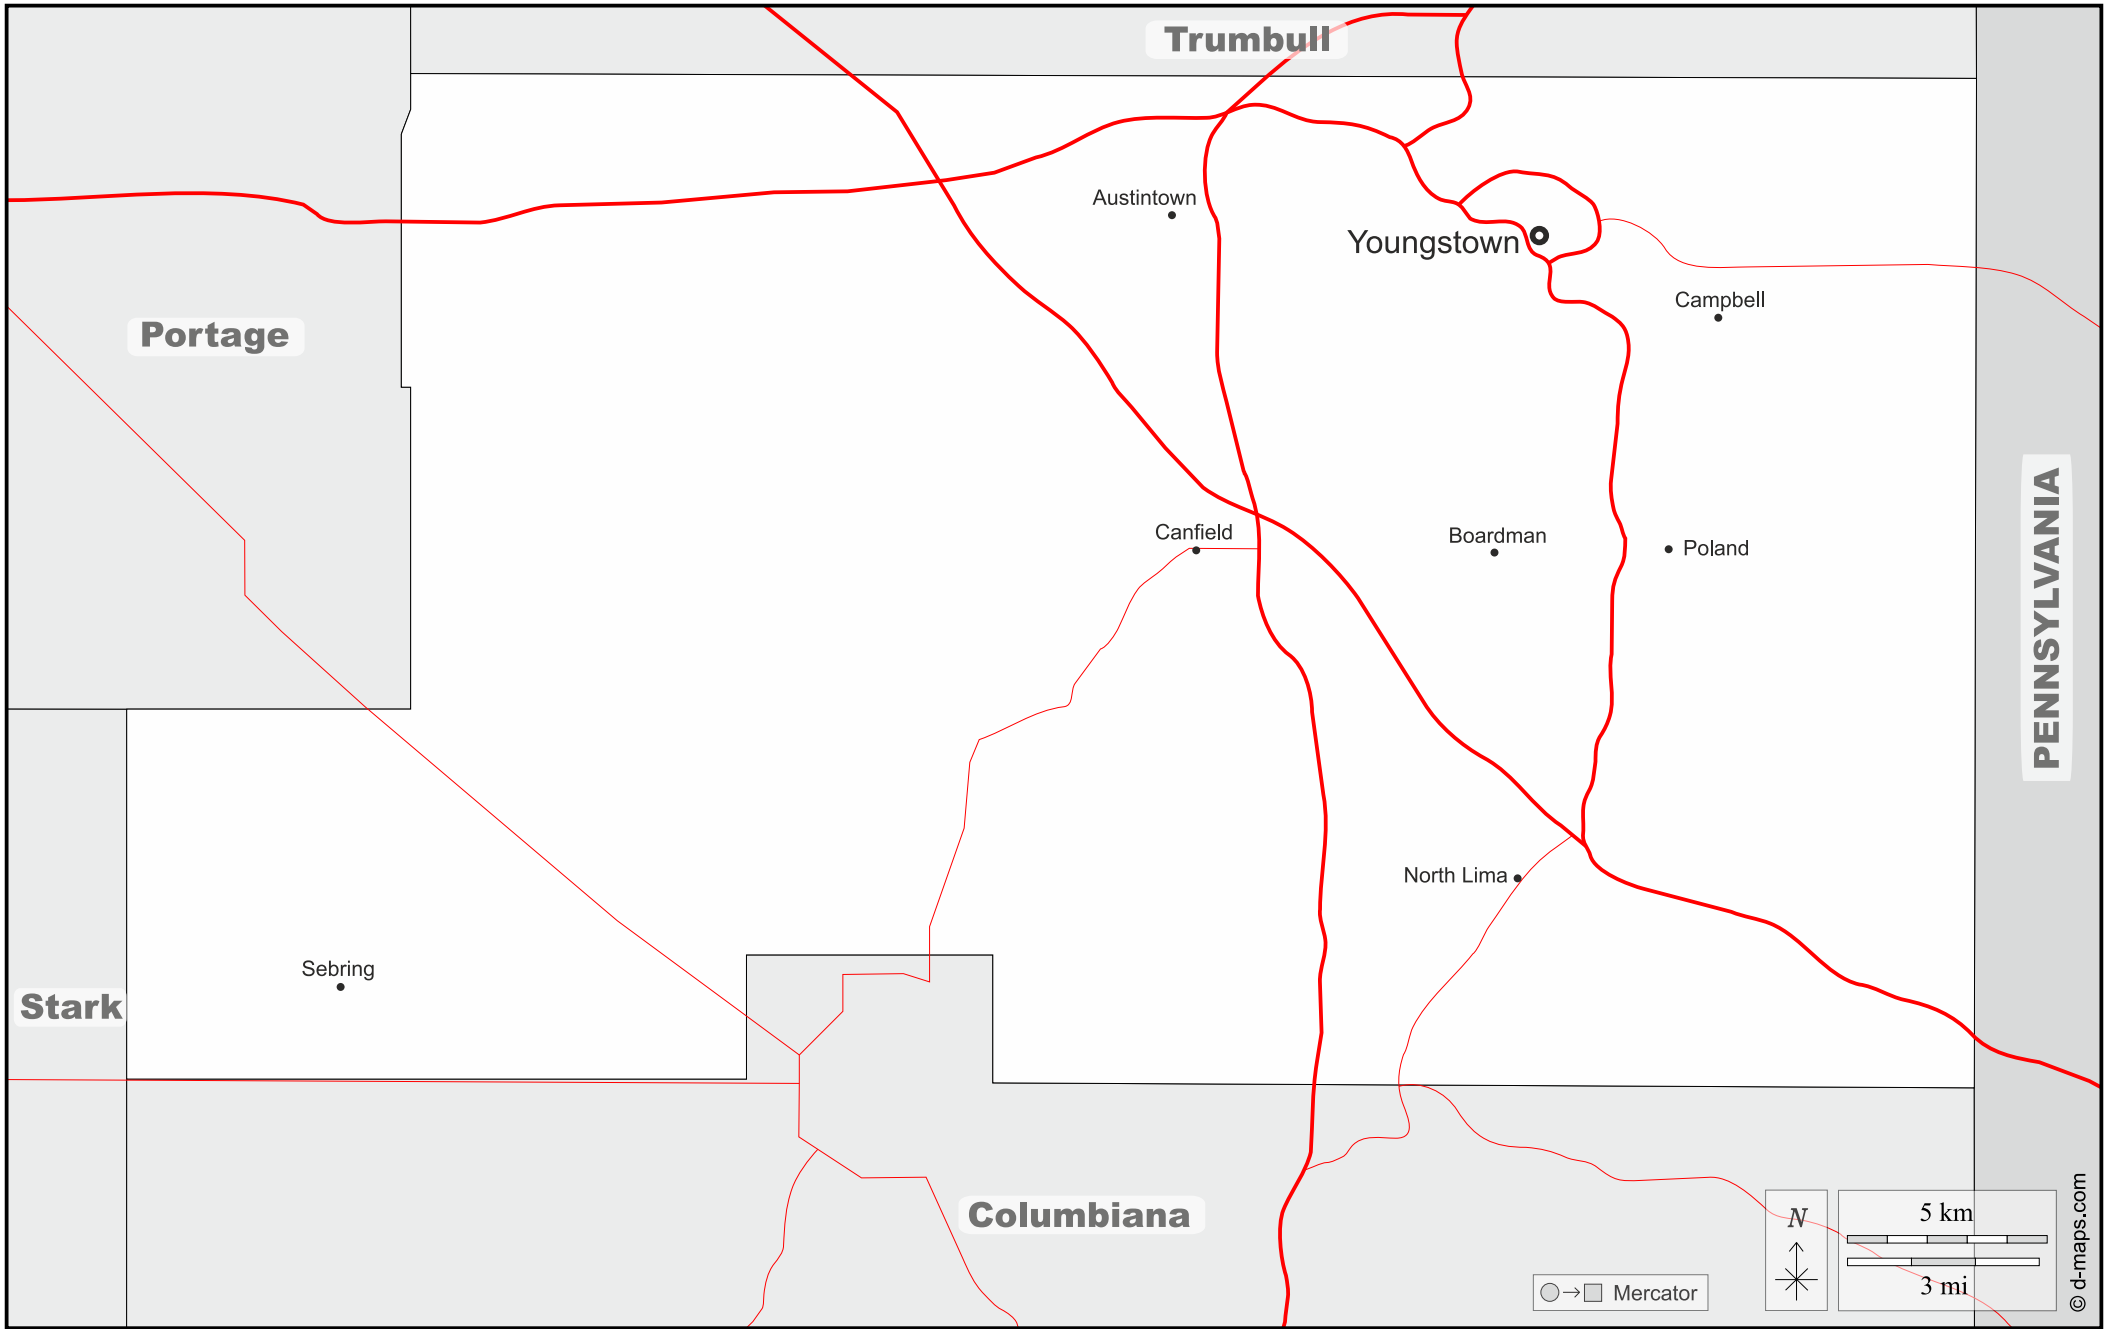 Trumbull
Austintown
Youngstown
Campbell
Portage
PENNSYLVANIA
Canfield
Boardman
Poland
North Lima
Sebring
Stark
Columbiana
N
5 km
3 mi
Mercator
© d-maps.com